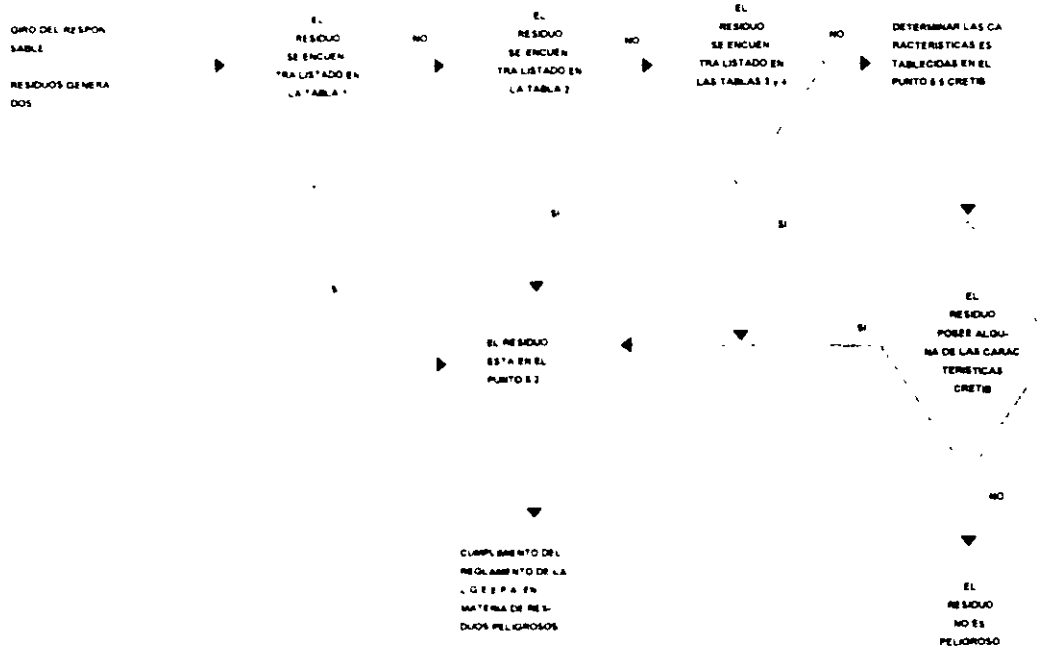 GIRO DEL RESPON
SABLE
RESIDUOS GENERA
DOS
EL
RESIDUO
SE ENCUEN
TRA LISTADO EN
LA TABLA 1
NO
EL
RESIDUO
SE ENCUEN
TRA LISTADO EN
LA TABLA 2
NO
EL
RESIDUO
SE ENCUEN
TRA LISTADO EN
LAS TABLAS 3 y 4
NO
DETERMINAR LAS CA
RACTERISTICAS ES
TABLECIDAS EN EL
PUNTO 5 5 CRETIB
SI
SI
EL RESIDUO
ESTA EN EL
PUNTO 5 2
SI
EL
RESIDUO
POSEE ALGU-
NA DE LAS CARAC
TERISTICAS
CRETIB
NO
CUMPLIMIENTO DEL
REGLAMENTO DE LA
L G E E P A EN
MATERIA DE RESI-
DUOS PELIGROSOS
EL
RESIDUO
NO ES
PELIGROSO